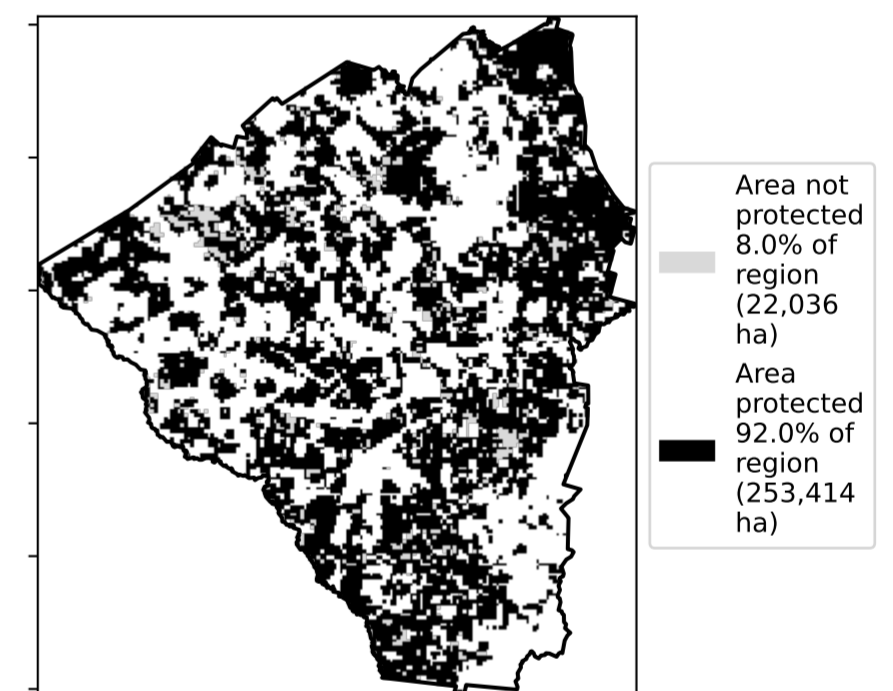 Area not
protected
8.0% of
region
(22,036
ha)
Area
protected
92.0% of
region
(253,414
ha)